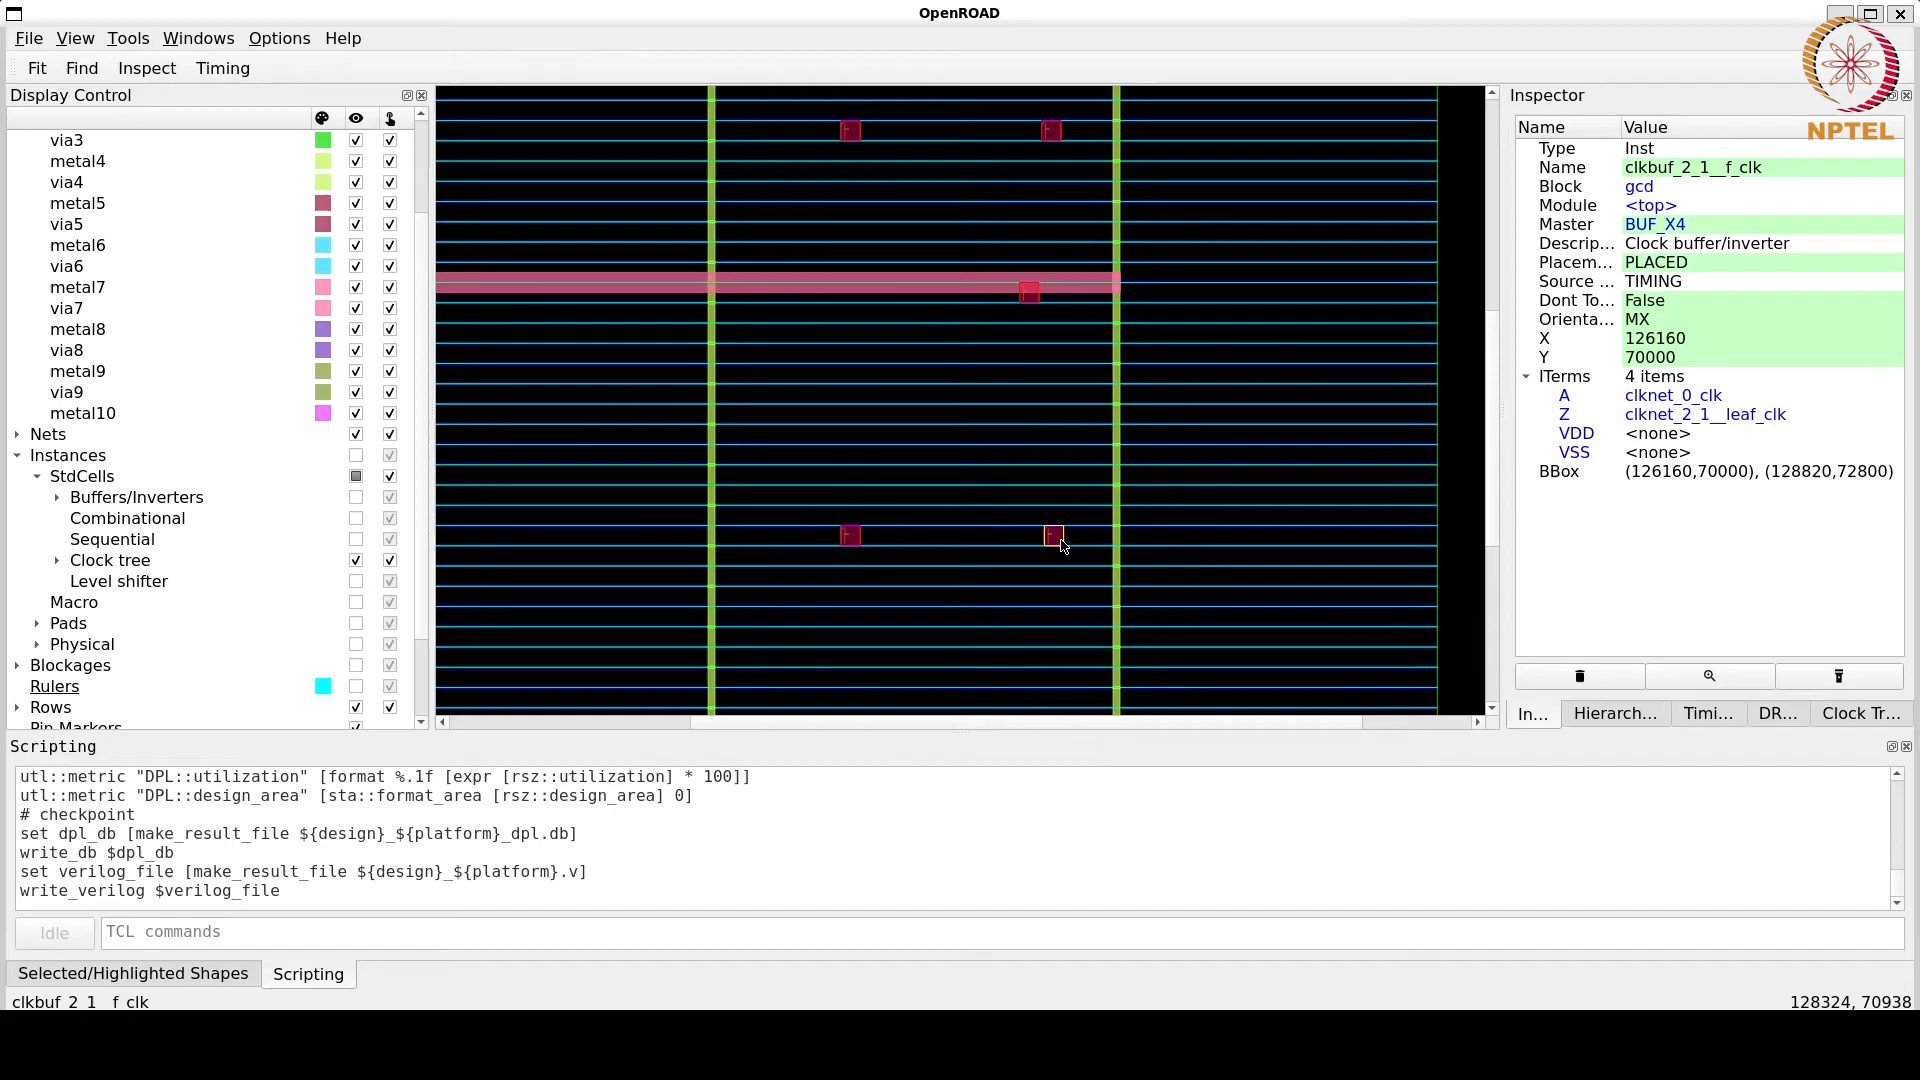 OpenROAD
File View Tools Windows Options Help
Fit Find Inspect Timing
NPTEL
Display Control
via3
metal4
via4
metal5
via5
metal6
via6
metal7
via7
metal8
via8
metal9
via9
metal10
Nets
Instances
StdCells
Buffers/Inverters
Combinational
Sequential
Clock tree
Level shifter
Macro
Pads
Physical
Blockages
Rulers
Rows
Pin Markers
Inspector
Name Value
Type Inst
Name clkbuf_2_1__f_clk
Block gcd
Module <top>
Master BUF_X4
Descrip... Clock buffer/inverter
Placem... PLACED
Source ... TIMING
Dont To... False
Orienta... MX
X 126160
Y 70000
ITerms 4 items
A clknet_0_clk
Z clknet_2_1__leaf_clk
VDD <none>
VSS <none>
BBox (126160,70000), (128820,72800)
In... Hierarch... Timi... DR... Clock Tr...
Scripting
utl::metric "DPL::utilization" [format %.1f [expr [rsz::utilization] * 100]]
utl::metric "DPL::design_area" [sta::format_area [rsz::design_area] 0]
# checkpoint
set dpl_db [make_result_file ${design}_${platform}_dpl.db]
write_db $dpl_db
set verilog_file [make_result_file ${design}_${platform}.v]
write_verilog $verilog_file
Idle TCL commands
Selected/Highlighted Shapes Scripting
clkbuf_2_1__f_clk 128324, 70938